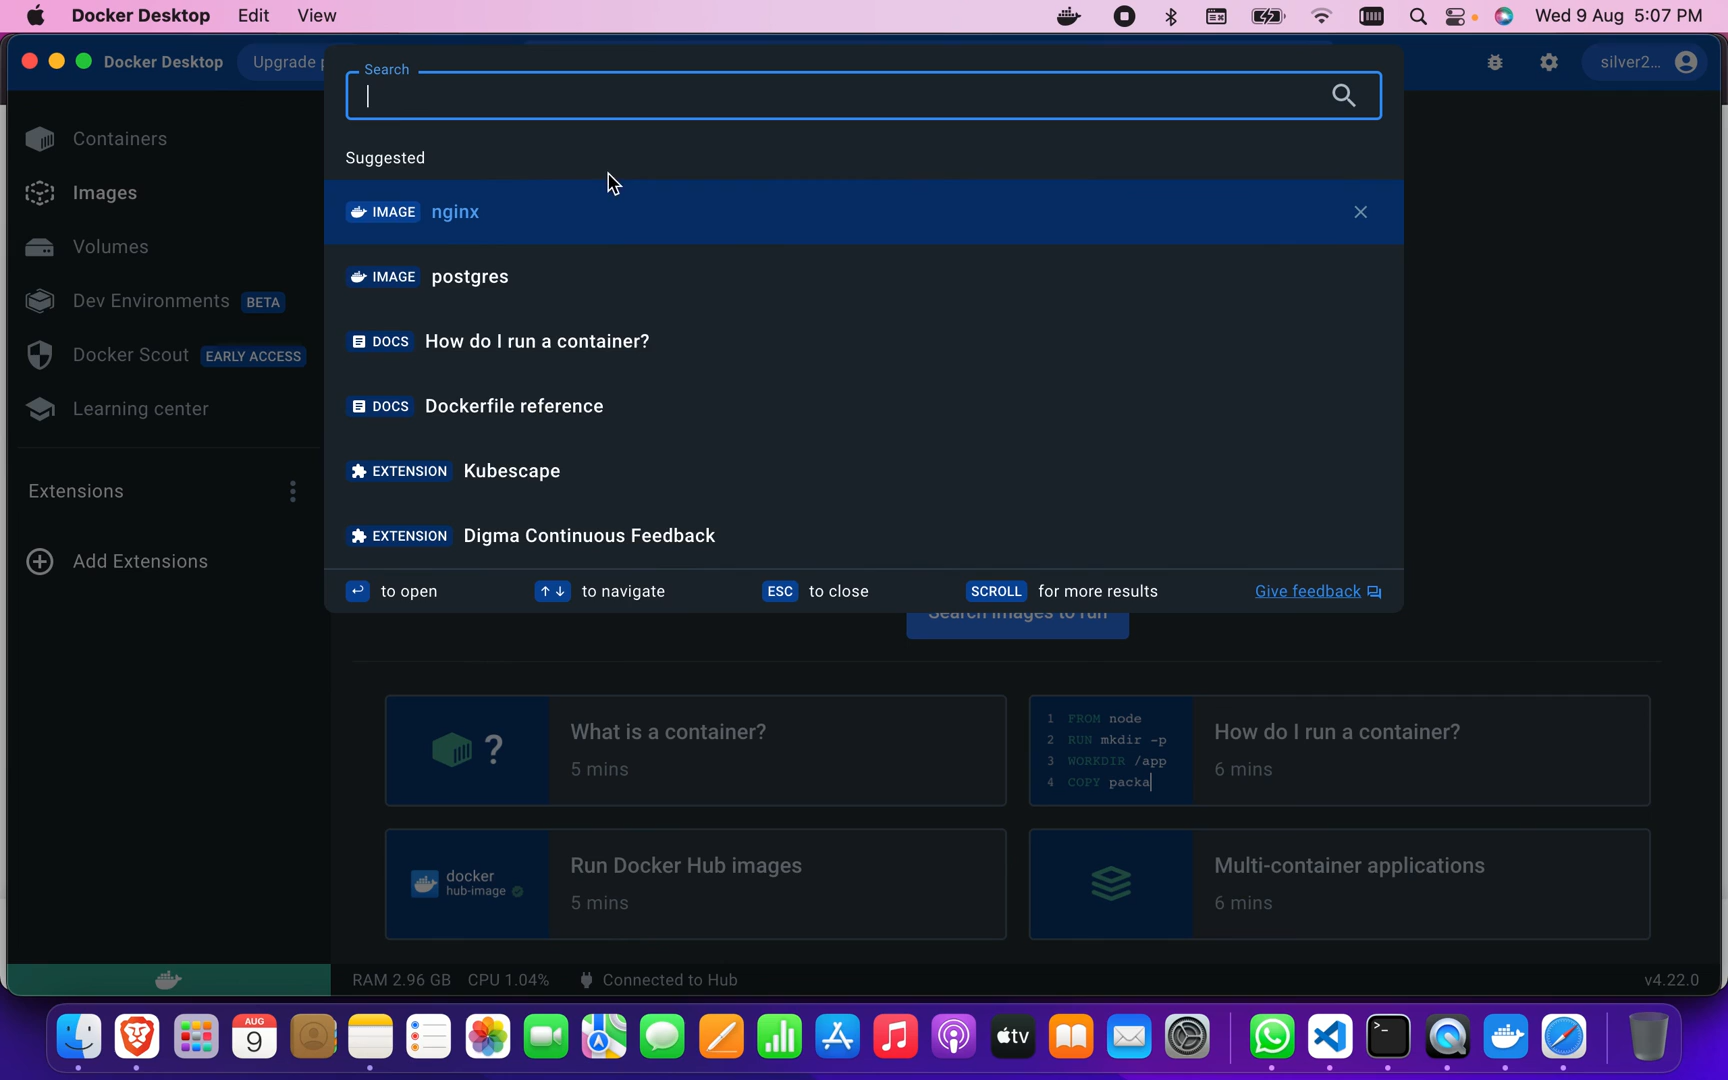 Docker Desktop Edit View Wed 9 Aug 5:07 PM
Docker Desktop Upgrade silver2...
Search
Containers
Suggested
Images
IMAGE nginx
Volumes
IMAGE postgres
Dev Environments BETA
DOCS How do I run a container?
Docker Scout EARLY ACCESS
DOCS Dockerfile reference
Learning center
EXTENSION Kubescape
Extensions
EXTENSION Digma Continuous Feedback
Add Extensions
to open ↑ ↓ to navigate ESC to close SCROLL for more results Give feedback
Search images to run
What is a container?
5 mins
1 FROM node
2 RUN mkdir -p
3 WORKDIR /app
4 COPY packa
How do I run a container?
6 mins
docker
hub-image
Run Docker Hub images
5 mins
Multi-container applications
6 mins
RAM 2.96 GB CPU 1.04% Connected to Hub v4.22.0
AUG
9
tv